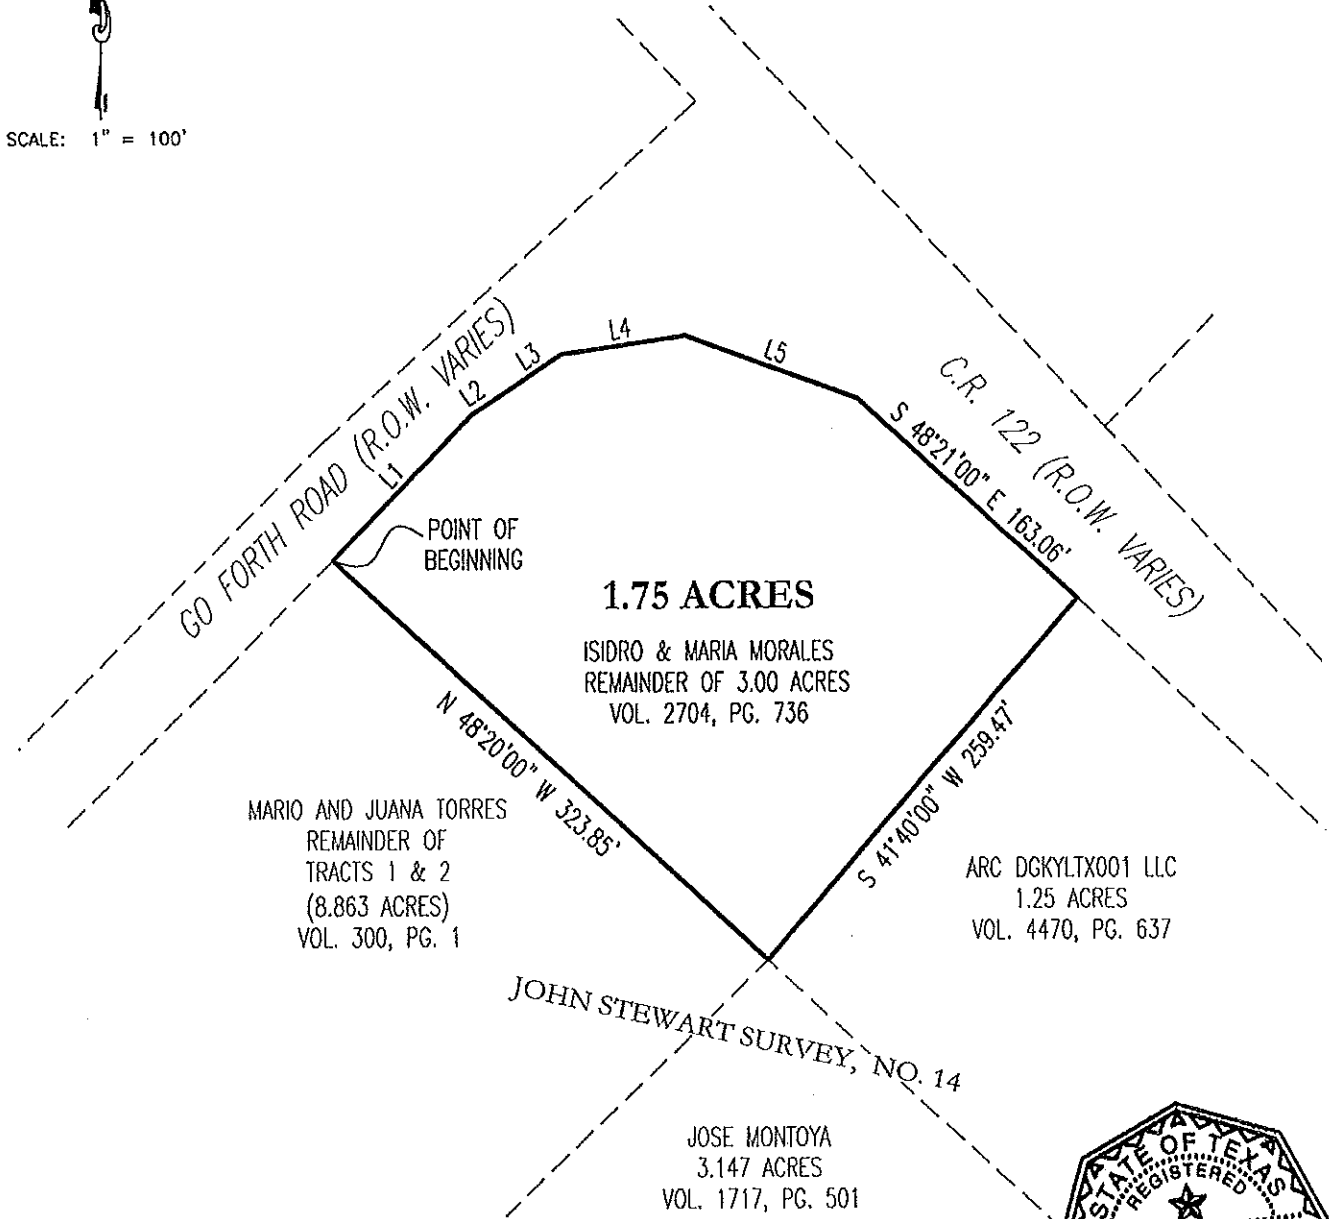 SCALE: 1" = 100'
GO FORTH ROAD (R.O.W. VARIES)
L1
L2
L3
L4
L5
C.R. 122 (R.O.W. VARIES)
S 48°21'00" E 163.06'
POINT OF
BEGINNING
1.75 ACRES
ISIDRO & MARIA MORALES
REMAINDER OF 3.00 ACRES
VOL. 2704, PG. 736
N 48°20'00" W 323.85'
S 41°40'00" W 259.47'
MARIO AND JUANA TORRES
REMAINDER OF
TRACTS 1 & 2
(8.863 ACRES)
VOL. 300, PG. 1
ARC DGKYLTX001 LLC
1.25 ACRES
VOL. 4470, PG. 637
JOHN STEWART SURVEY, NO. 14
JOSE MONTOYA
3.147 ACRES
VOL. 1717, PG. 501
STATE OF TEXAS
REGISTERED